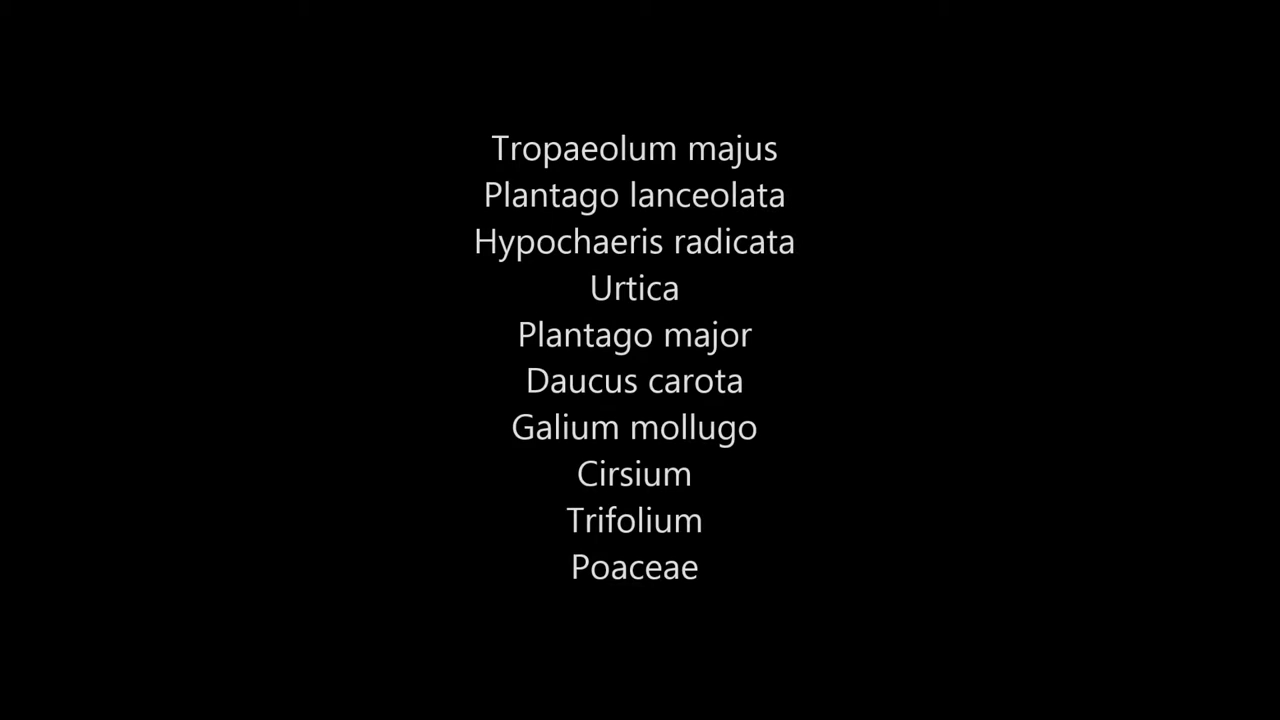 Tropaeolum majus
Plantago lanceolata
Hypochaeris radicata
Urtica
Plantago major
Daucus carota
Galium mollugo
Cirsium
Trifolium
Poaceae